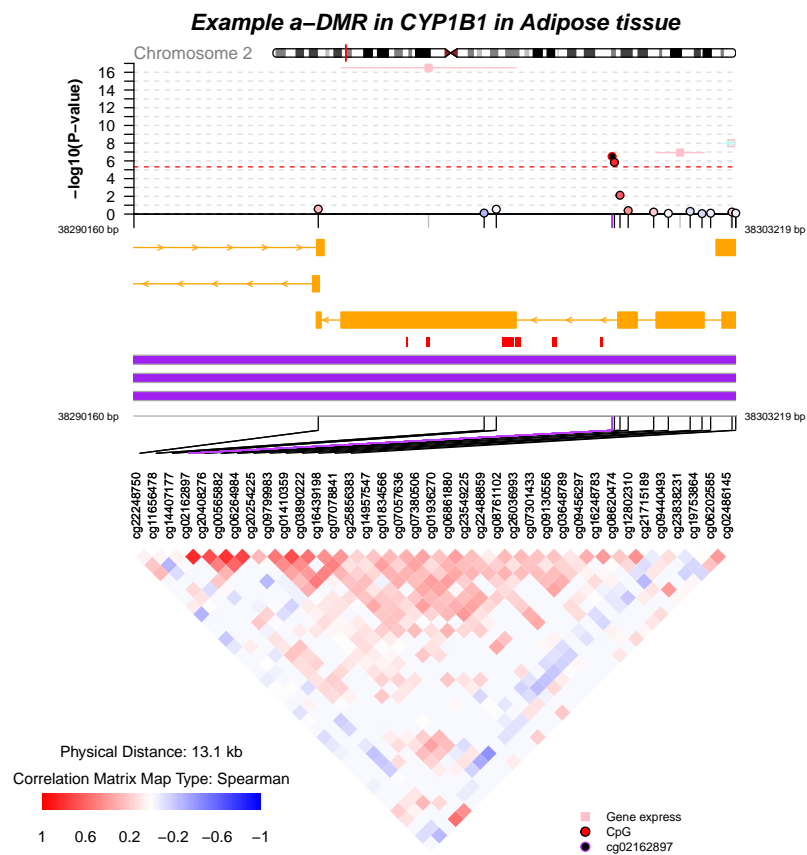 Example a–DMR in CYP1B1 in Adipose tissue
Chromosome 2
−log10(P−value)
16
14
12
10
8
6
4
2
0
38290160 bp
38303219 bp
38290160 bp
38303219 bp
cg22248750
cg11656478
cg14407177
cg02162897
cg20408276
cg00565882
cg06264984
cg20254225
cg09799983
cg01410359
cg03890222
cg16439198
cg07078841
cg25856383
cg14957547
cg01834566
cg07057636
cg07380506
cg01936270
cg06861880
cg23549225
cg22488859
cg08761102
cg26036993
cg07301433
cg09130556
cg03648789
cg09456297
cg16248783
cg08620474
cg12802310
cg21715189
cg09440493
cg23838231
cg19753864
cg06202585
cg02486145
Physical Distance: 13.1 kb
Correlation Matrix Map Type: Spearman
1 0.6 0.2 −0.2 −0.6 −1
Gene express
CpG
cg02162897